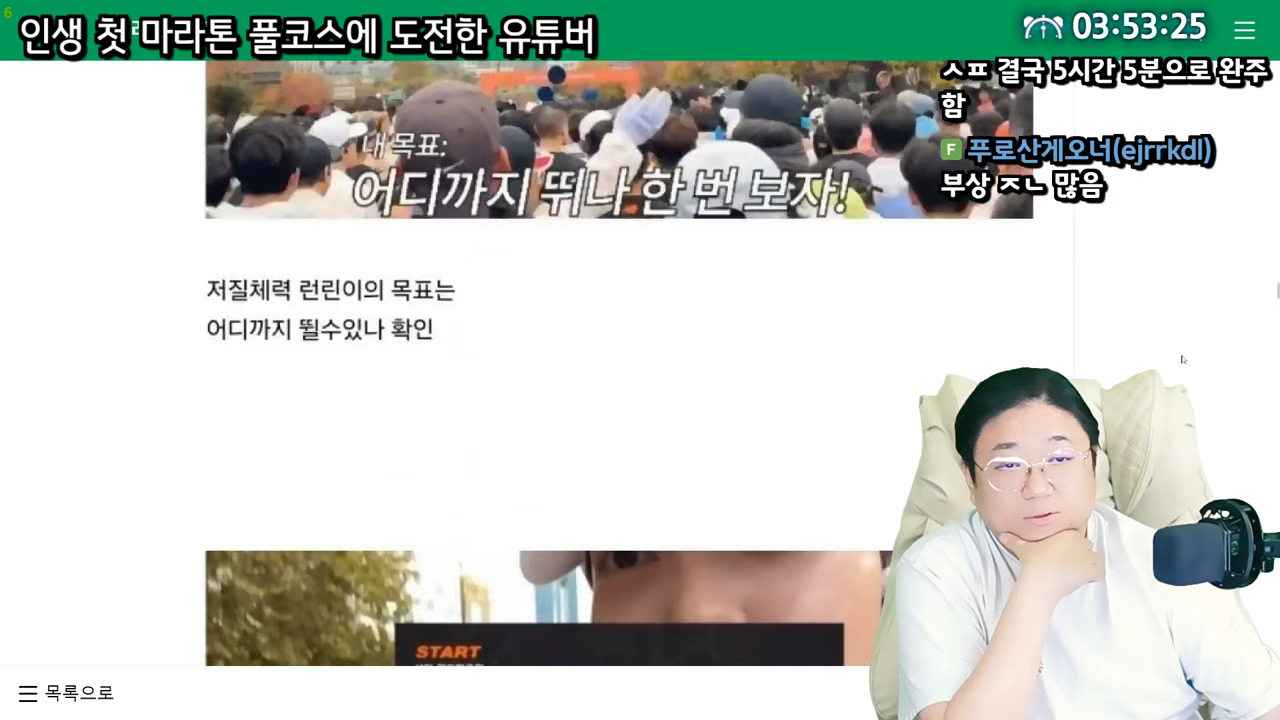 6
인생 첫 마라톤 풀코스에 도전한 유튜버
03:53:25
ㅅㅍ 결국 5시간 5분으로 완주
함
F 푸로산게오너(ejrrkdl)
부상 ㅈㄴ 많음
내 목표:
어디까지 뛰나 한 번 보자!
저질체력 런린이의 목표는
어디까지 뛸수있나 확인
START
목록으로